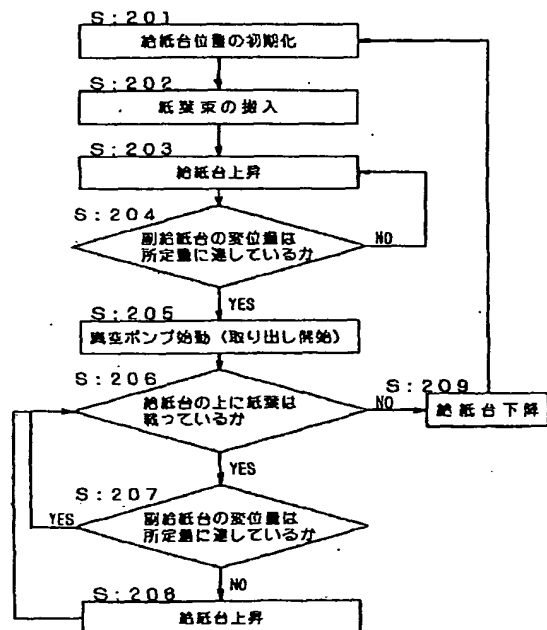 S:201
給紙台位置の初期化
S:202
紙葉束の搬入
S:203
給紙台上昇
S:204
副給紙台の変位量は
所定量に達しているか
NO
YES
S:205
真空ポンプ始動（取り出し開始）
S:206
給紙台の上に紙葉は
載っているか
NO
S:209
給紙台下降
YES
S:207
副給紙台の変位量は
所定量に達しているか
YES
NO
S:208
給紙台上昇